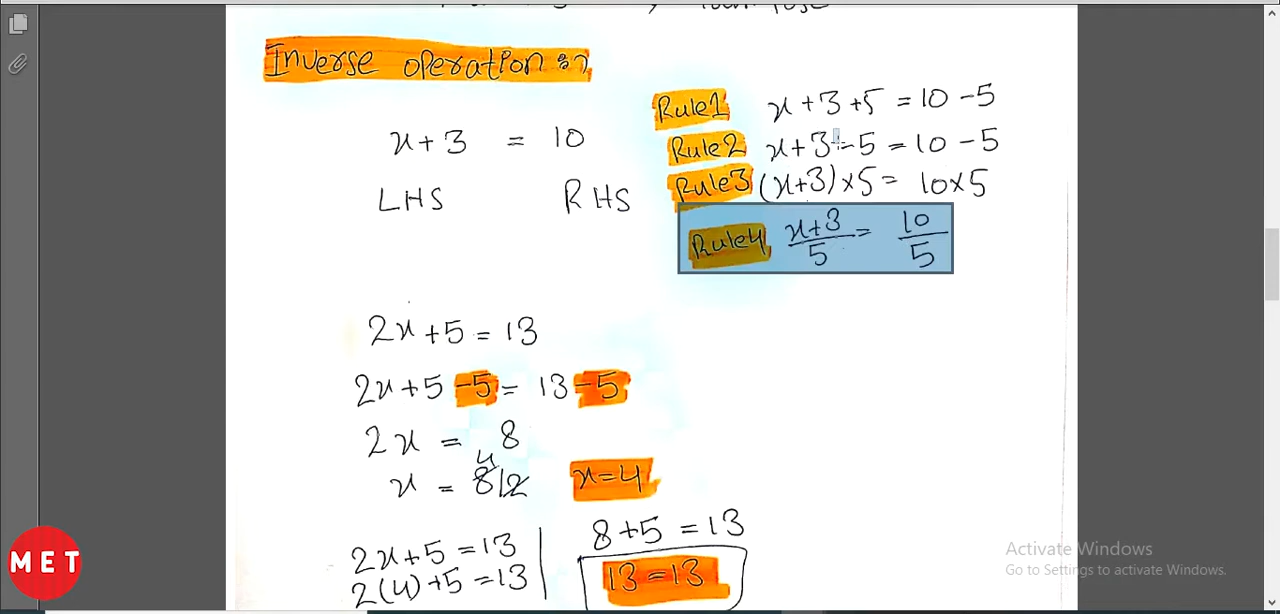 Inverse operation :-
Rule1 x+3+5 = 10-5
x+3 = 10
Rule2 x+3-5 = 10-5
LHS RHS
Rule3 (x+3)×5 = 10×5
Rule4 x+3/5 = 10/5
2x+5 = 13
2x+5-5 = 13-5
2x = 8
4
x = 8/2 x=4
2x+5=13
8+5=13
2(4)+5=13
13=13
MET
Activate Windows
Go to Settings to activate Windows.